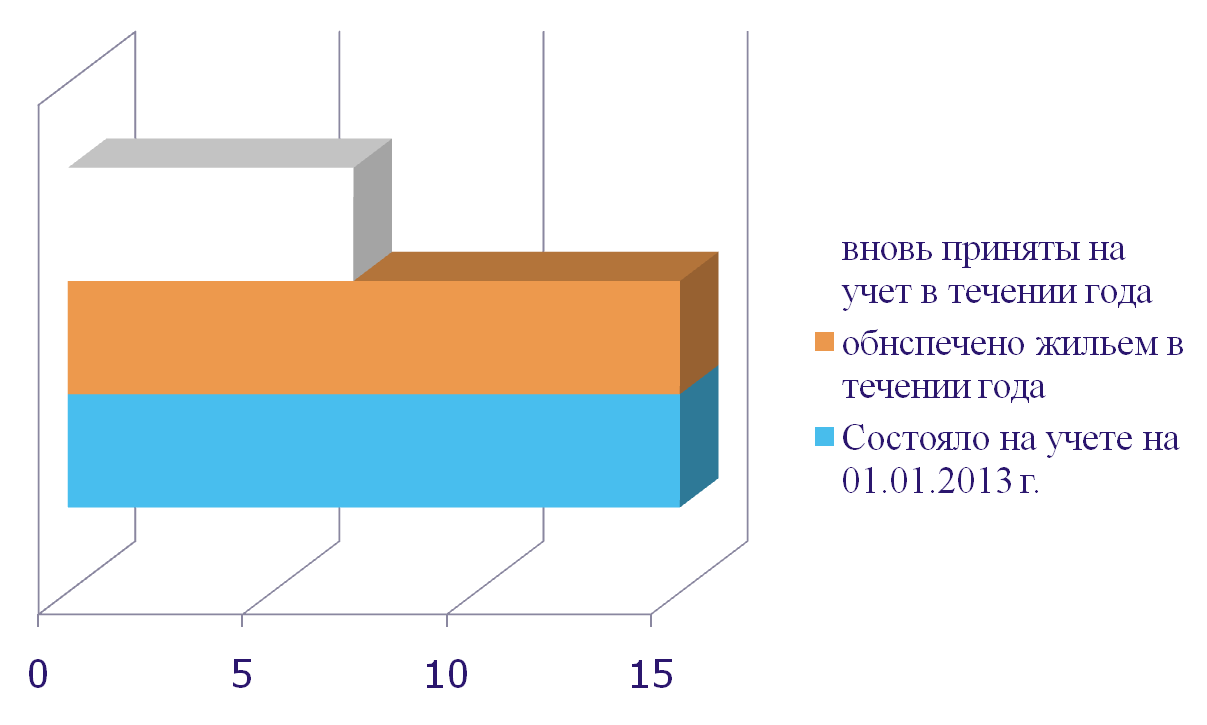 вновь приняты на
учет в течении года
обнспечено жильем в
течении года
Состояло на учете на
01.01.2013 г.
0 5 10 15